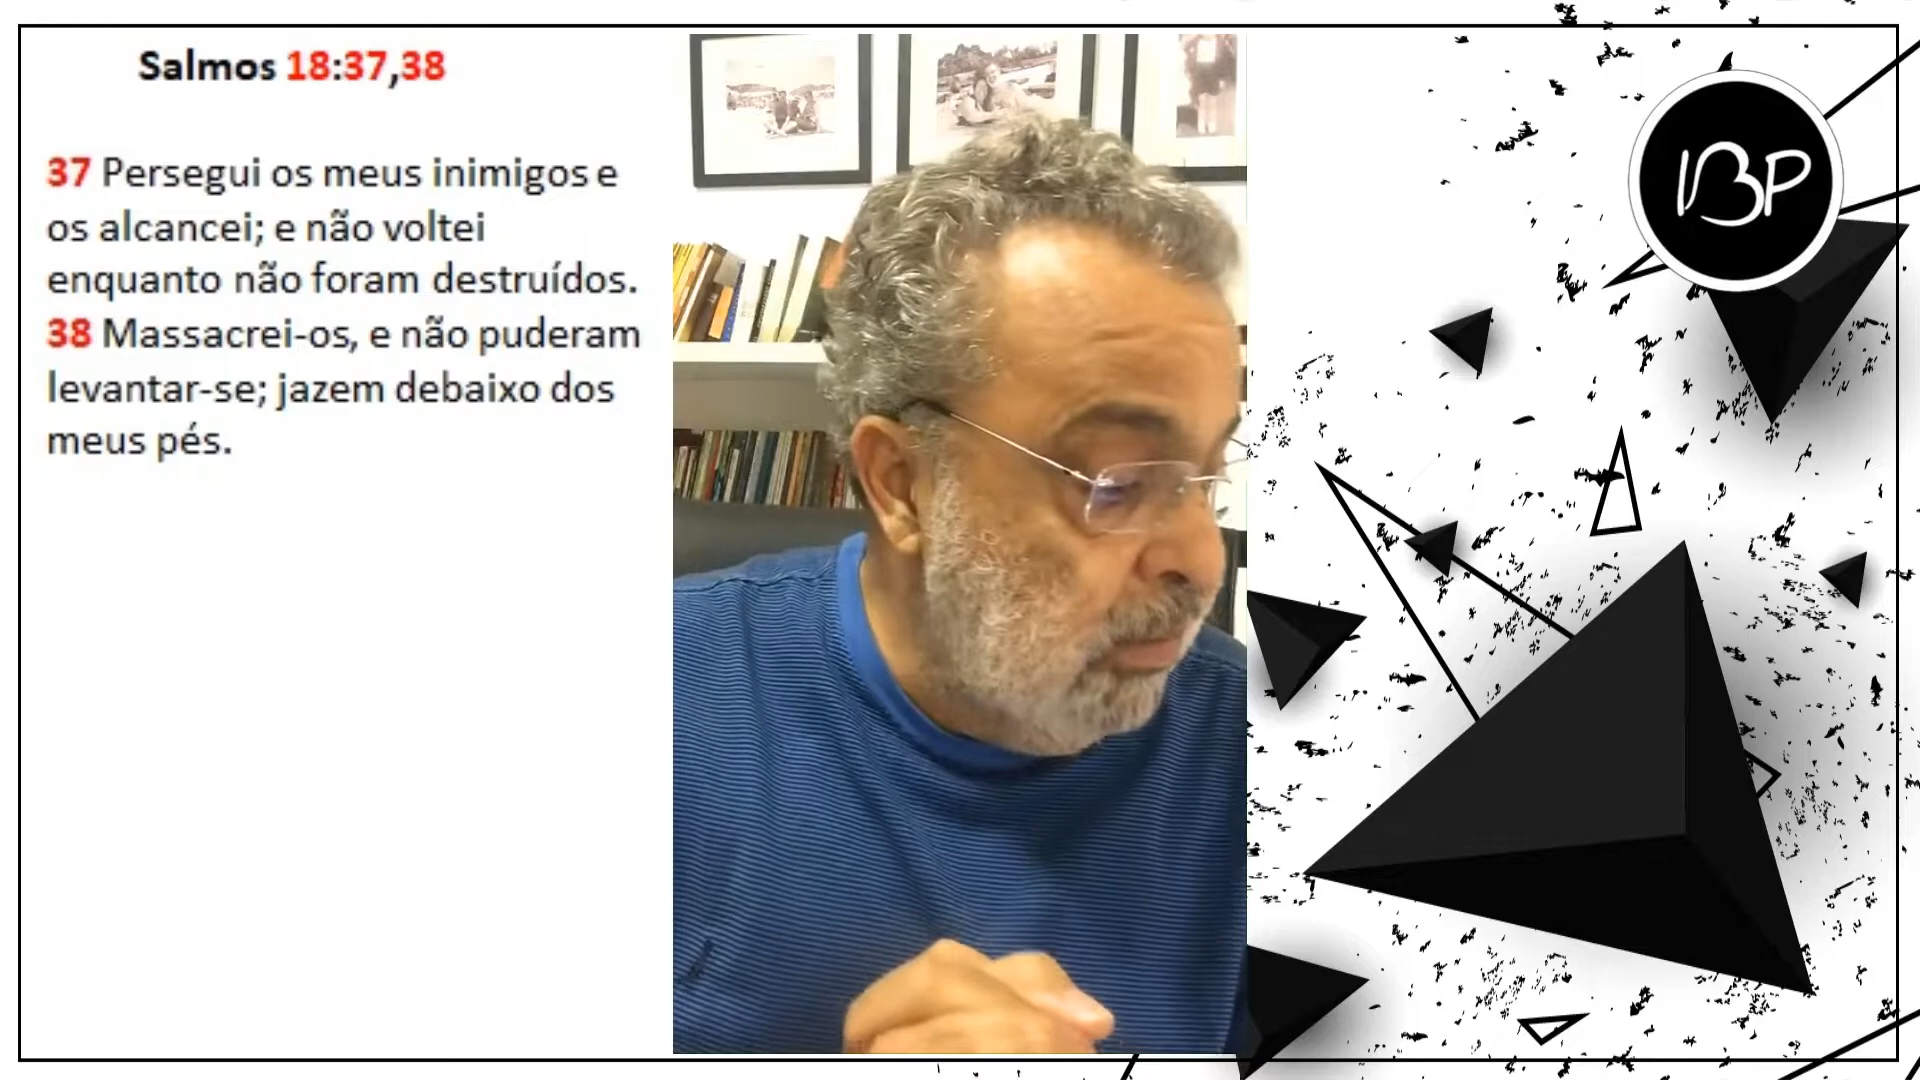 Salmos 18:37,38
37 Persegui os meus inimigos e
os alcancei; e não voltei
enquanto não foram destruídos.
38 Massacrei-os, e não puderam
levantar-se; jazem debaixo dos
meus pés.
IBP